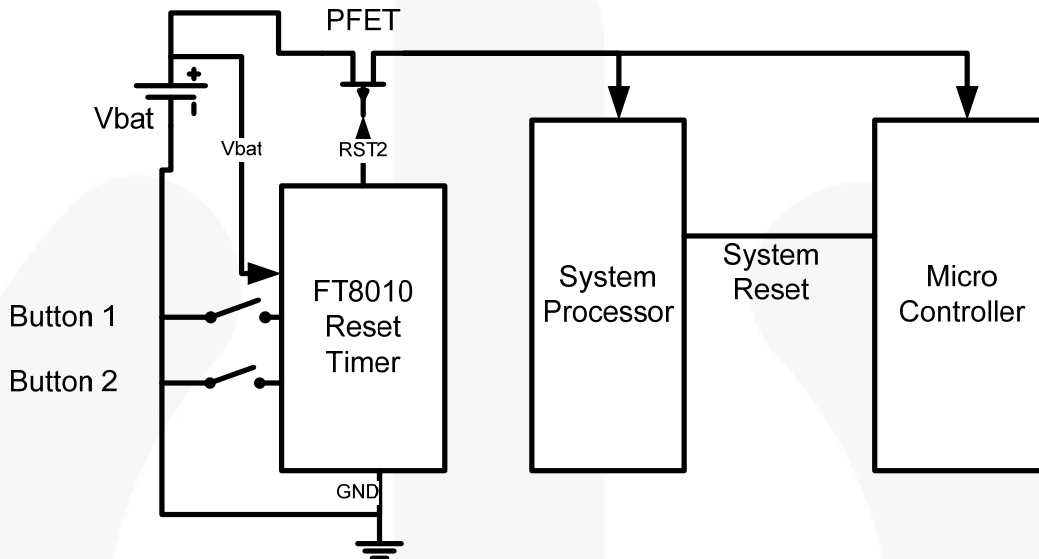 PFET
+
-
Vbat
Vbat
RST2
FT8010
Reset
Timer
System
Processor
System
Reset
Micro
Controller
Button 1
Button 2
GND